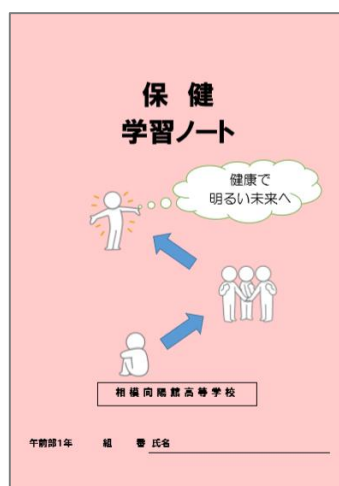 保 健
学習ノート
健康で
明るい未来へ
相模向陽館高等学校
午前部1年 組 番 氏名